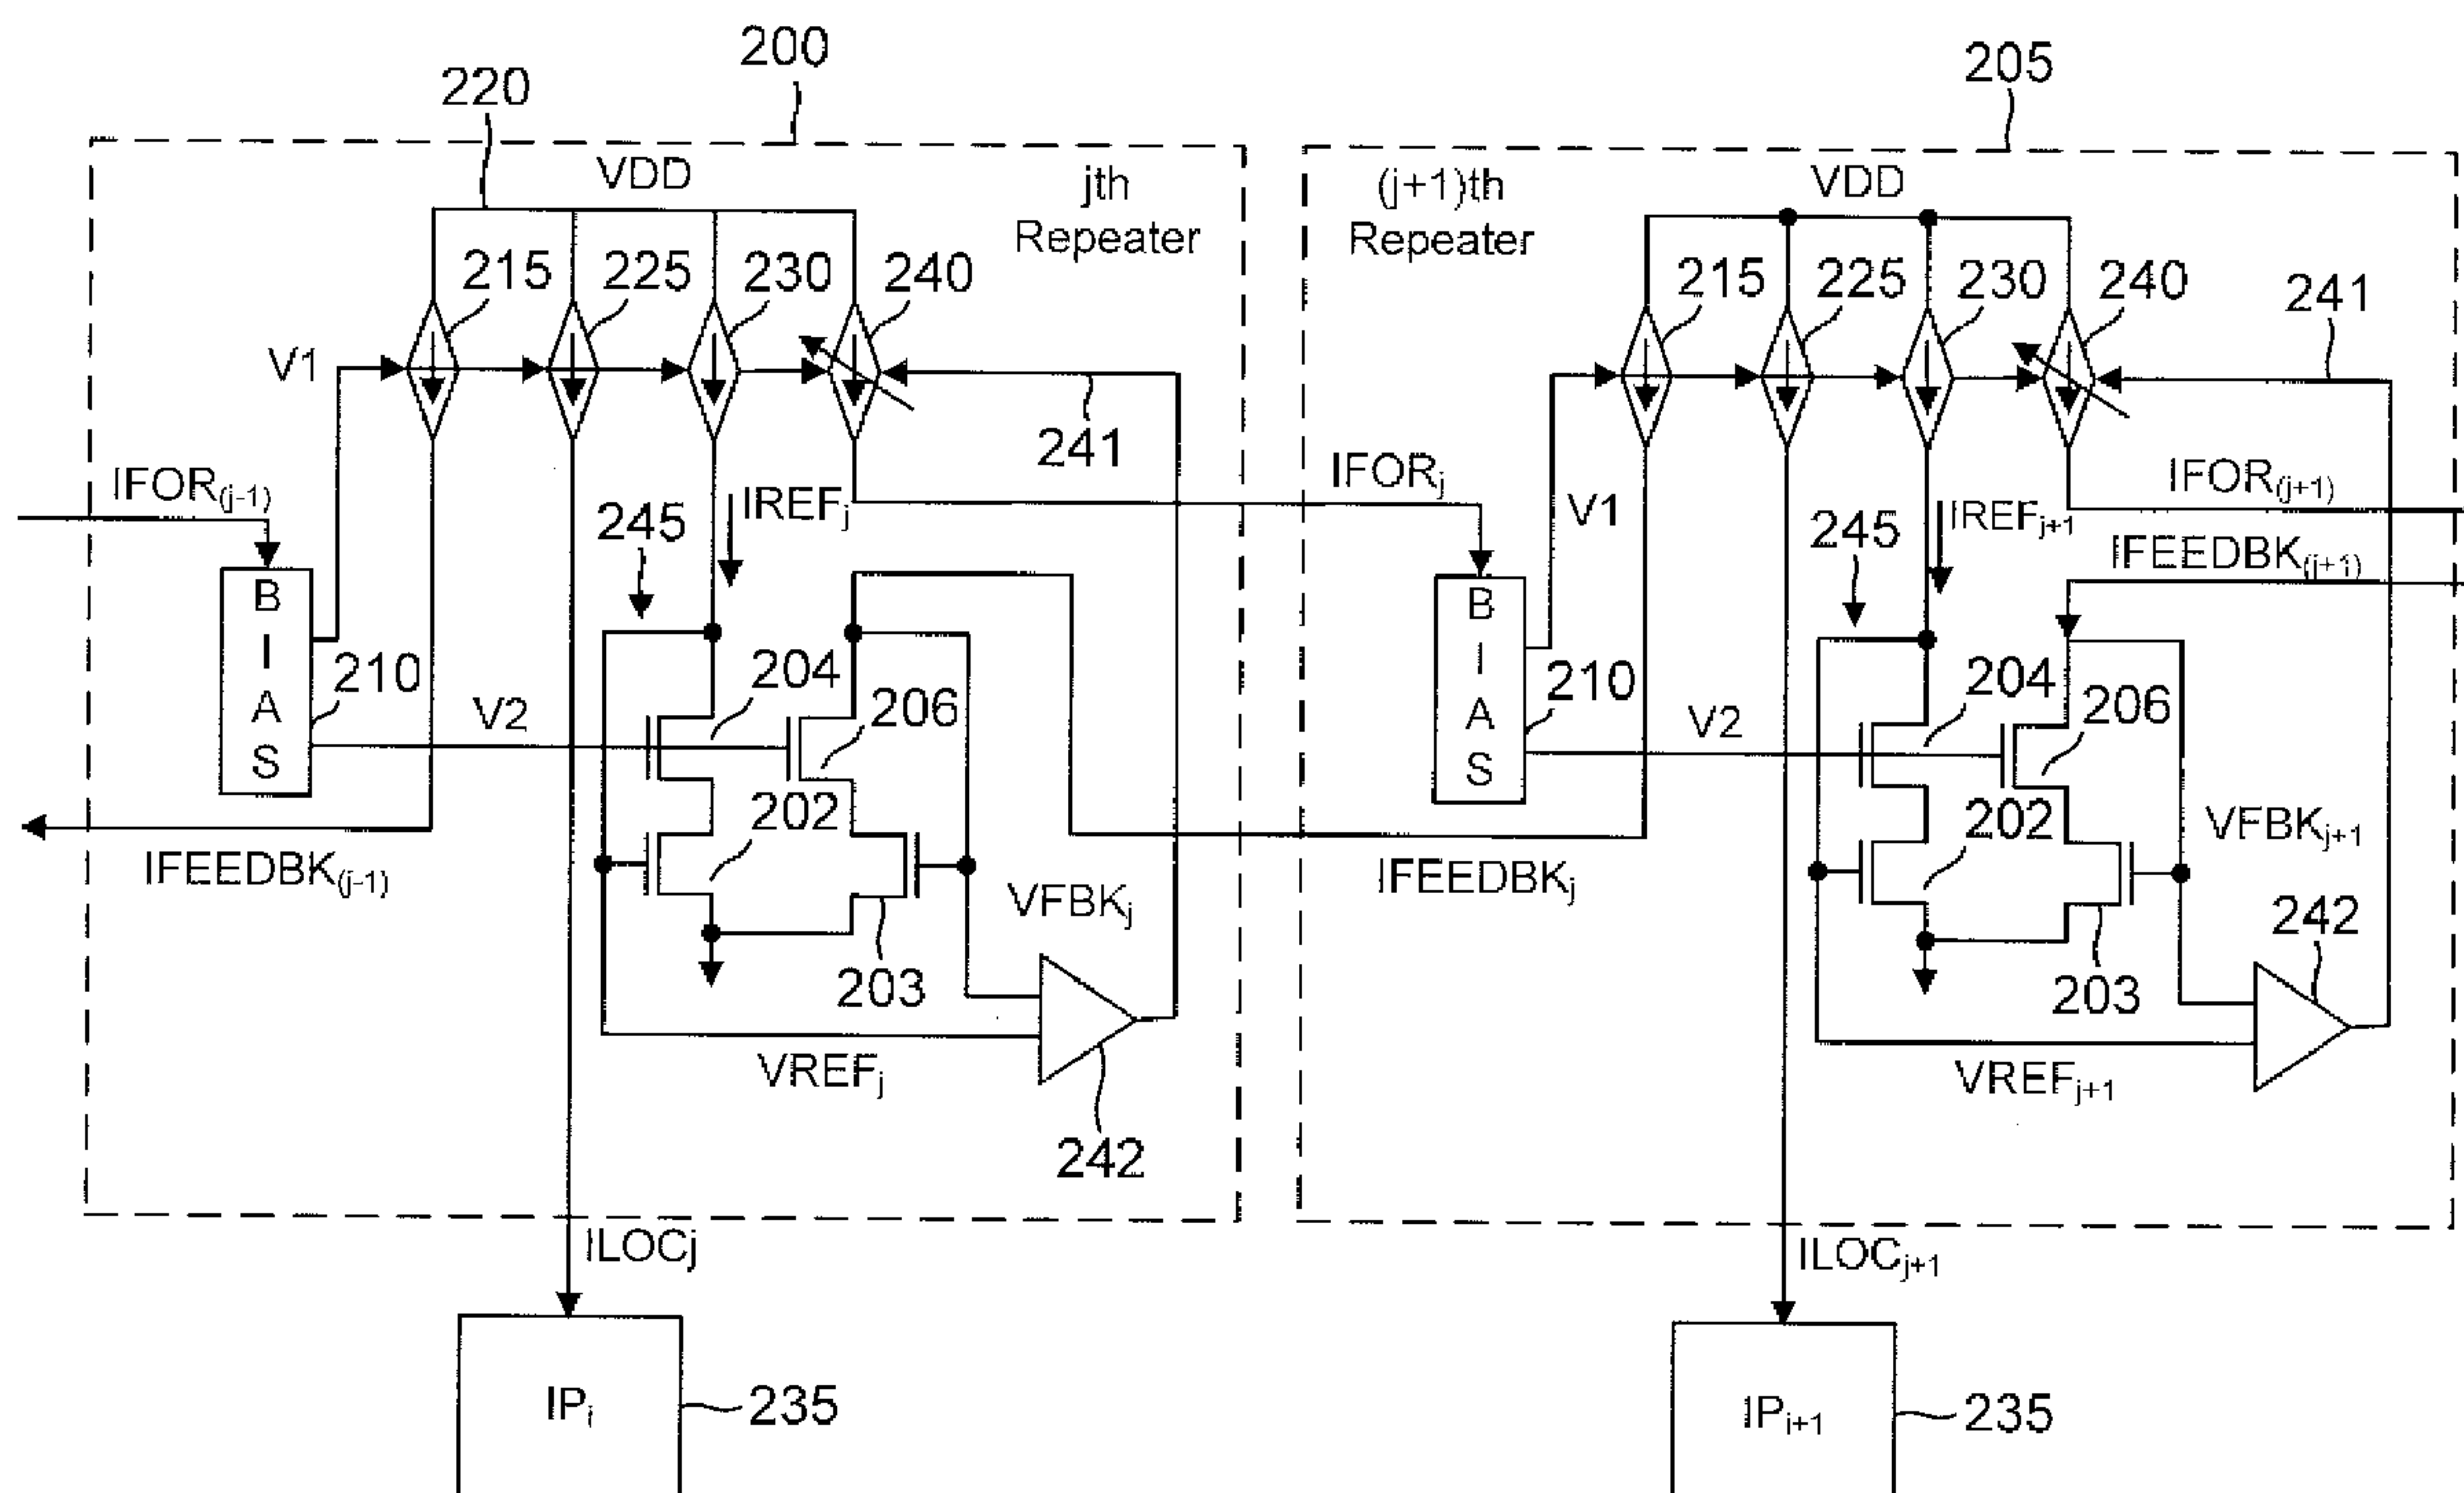 200
205
220
VDD
jth
Repeater
(j+1)th
Repeater
VDD
215
225
230
240
215
225
230
240
241
V1
241
IFOR(j-1)
IREFj
IFORj
V1
IFOR(j+1)
245
IREFj+1
245
IFEEDBK(j+1)
B
I
A
S
210
204
206
V2
202
B
I
A
S
210
204
206
V2
202
IFEEDBK(j-1)
VFBKj
IFEEDBKj
VFBKj+1
203
242
203
VREFj
VREFj+1
242
ILOCj
ILOCj+1
IPi
235
IPi+1
235